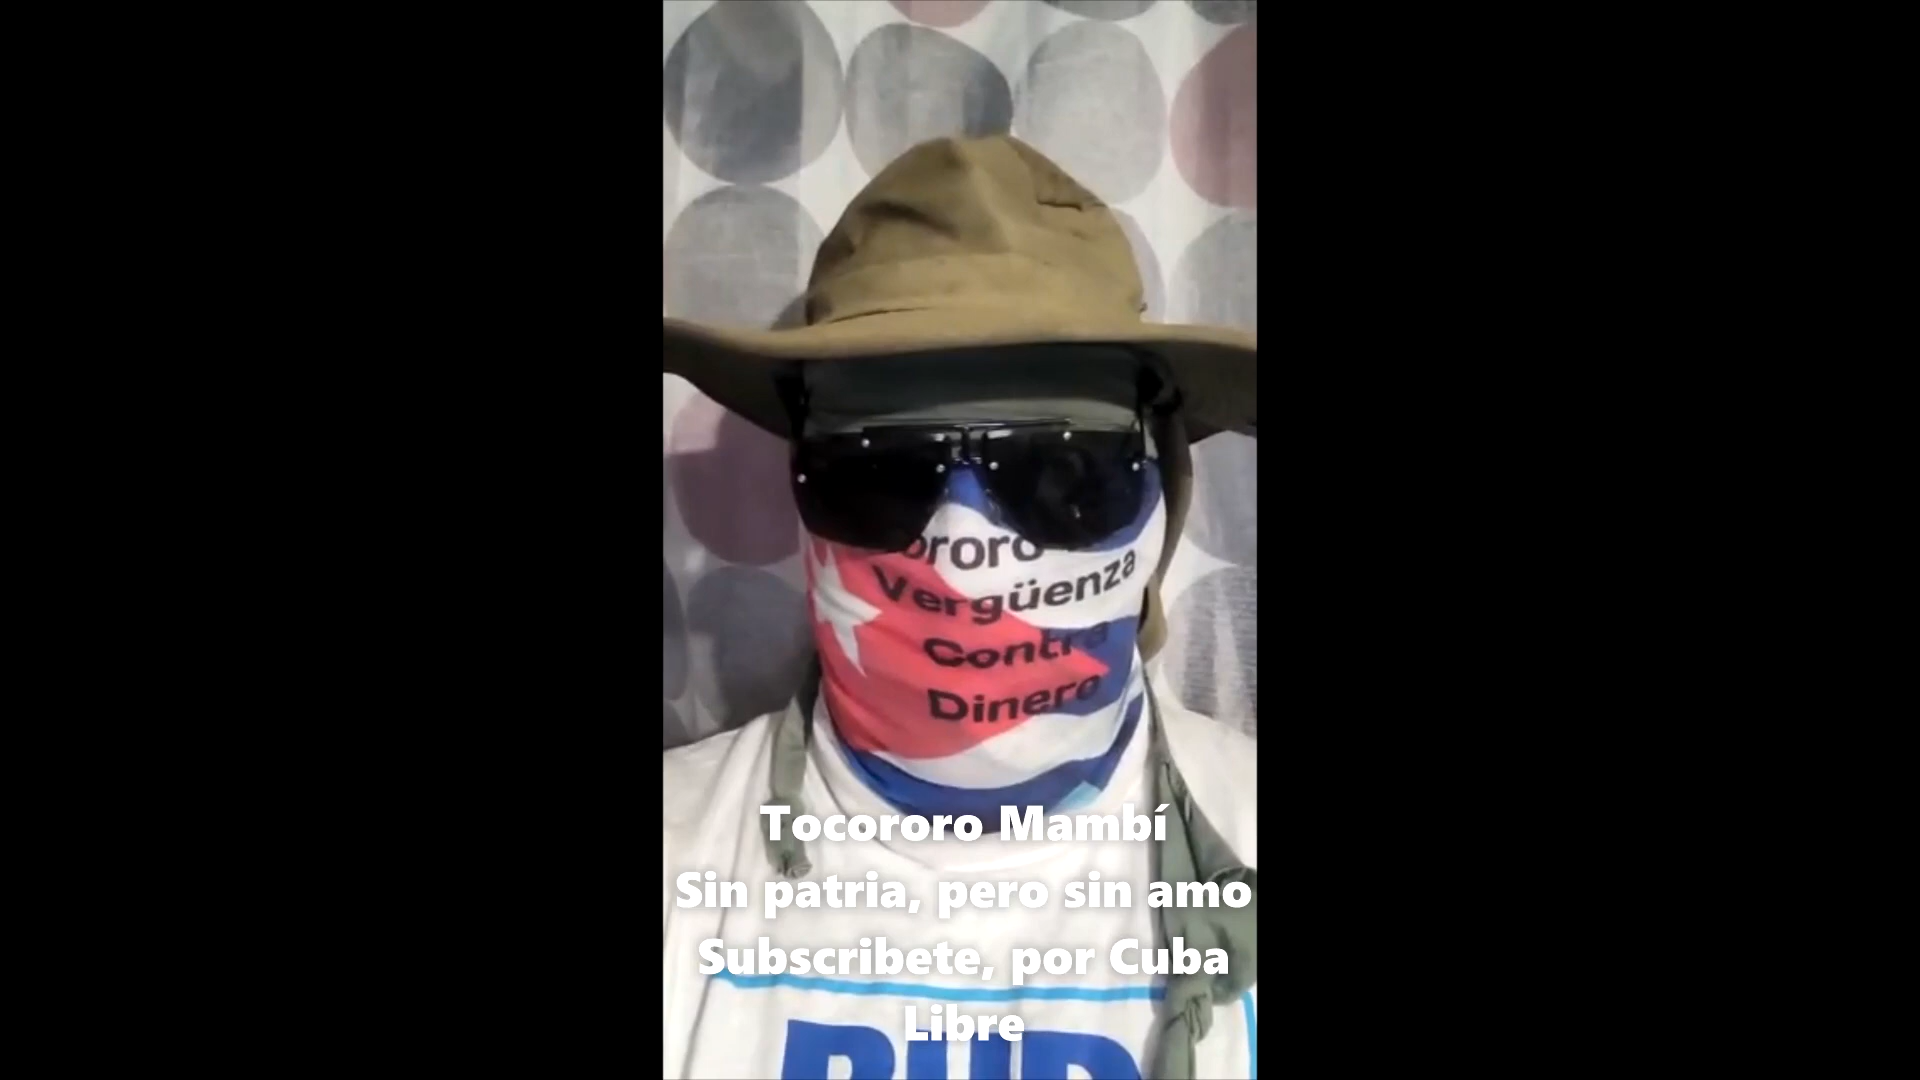 Vergüenza
Contra
Dinero
Tocororo Mambí
Sin patria, pero sin amo
Subscribete, por Cuba
Libre